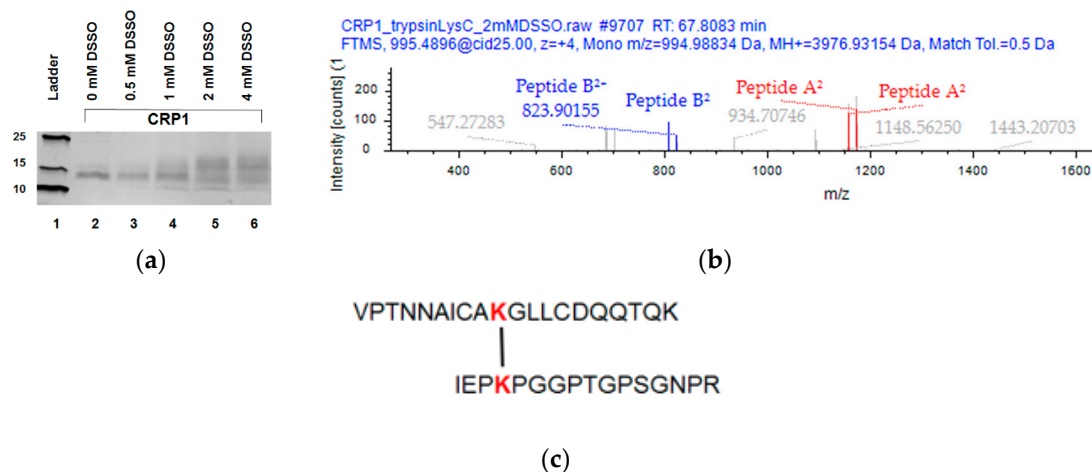 Ladder
0 mM DSSO
0.5 mM DSSO
1 mM DSSO
2 mM DSSO
4 mM DSSO
CRP1
25
15
10
1 2 3 4 5 6
(a)
CRP1_trypsinLysC_2mMDSSO.raw #9707 RT: 67.8083 min
FTMS, 995.4896@cid25.00, z=+4, Mono m/z=994.98834 Da, MH+=3976.93154 Da, Match Tol.=0.5 Da
Intensity [counts] (1
200
100
0
Peptide B²⁻
823.90155
Peptide B²
Peptide A²
Peptide A²
547.27283
934.70746
1148.56250
1443.20703
400 600 800 1000 1200 1400 1600
m/z
(b)
VPTNNAICAKGLLCDQQTQK
IEPKPGGPTGPSGNPR
(c)